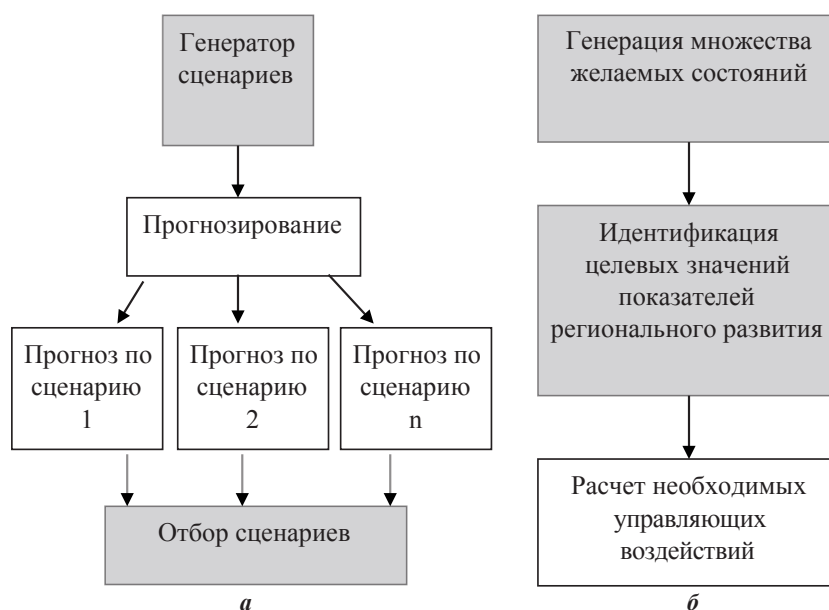 Генератор
сценариев
Прогнозирование
Прогноз по
сценарию
1
Прогноз по
сценарию
2
Прогноз по
сценарию
n
Отбор сценариев
а
Генерация множества
желаемых состояний
Идентификация
целевых значений
показателей
регионального развития
Расчет необходимых
управляющих
воздействий
б